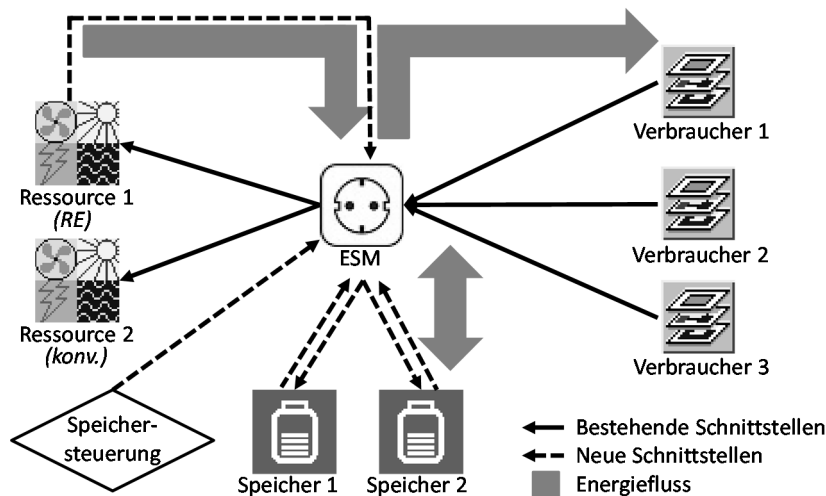 Verbraucher 1
Ressource 1
(RE)
Verbraucher 2
ESM
Ressource 2
(konv.)
Verbraucher 3
Speicher-
steuerung
Speicher 1
Speicher 2
Bestehende Schnittstellen
Neue Schnittstellen
Energiefluss